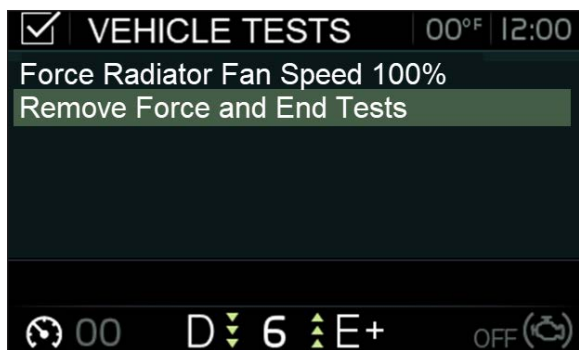 VEHICLE TESTS 00°F 12:00
Force Radiator Fan Speed 100%
Remove Force and End Tests
00 D 6 E+ OFF